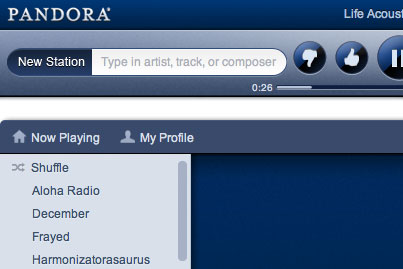 PANDORA®
Life Acoust
New Station
Type in artist, track, or composer
0:26
Now Playing
My Profile
Shuffle
Aloha Radio
December
Frayed
Harmonizatorasaurus